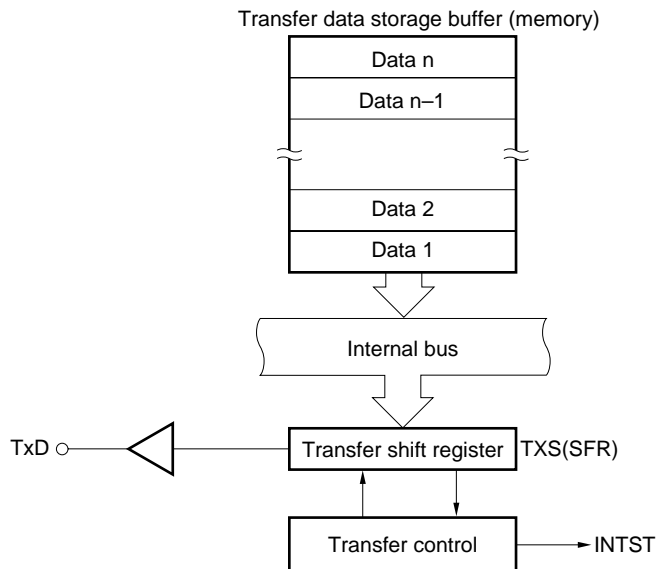 Transfer data storage buffer (memory)
Data n
Data n–1
Data 2
Data 1
Internal bus
TxD
Transfer shift register
TXS(SFR)
Transfer control
INTST